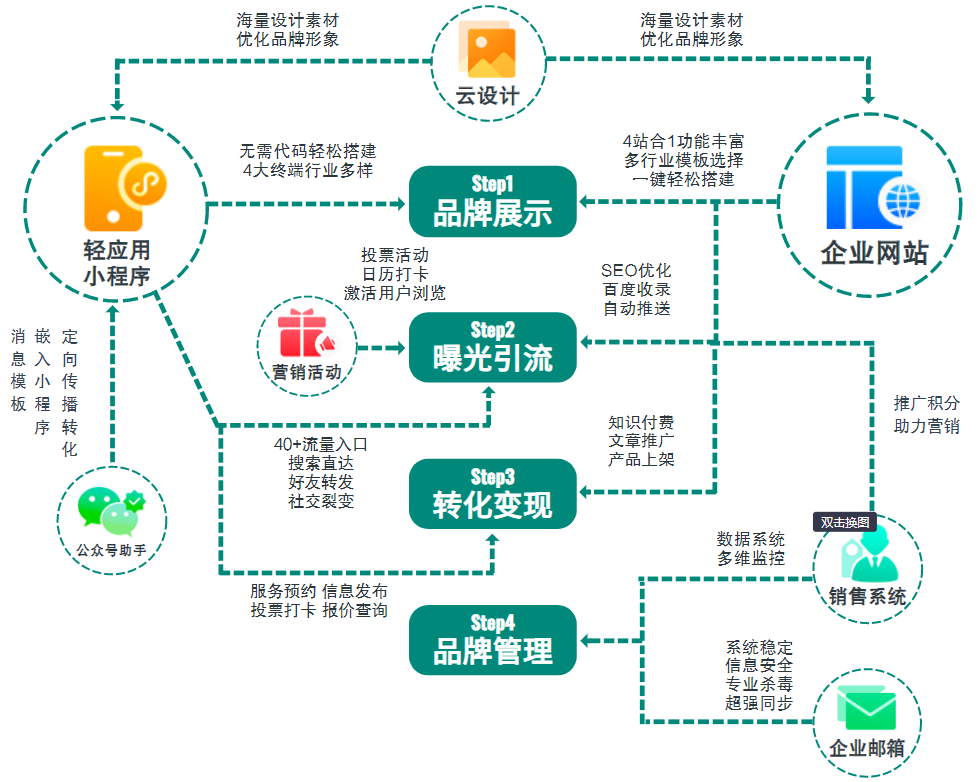 海量设计素材
优化品牌形象
海量设计素材
优化品牌形象
云设计
无需代码轻松搭建
4大终端行业多样
4站合1功能丰富
多行业模板选择
一键轻松搭建
Step1
品牌展示
轻应用
小程序
企业网站
投票活动
日历打卡
激活用户浏览
SEO优化
百度收录
自动推送
营销活动
Step2
曝光引流
消息模板
嵌入小程序
定向传播转化
推广积分
助力营销
40+流量入口
搜索直达
好友转发
社交裂变
知识付费
文章推广
产品上架
Step3
转化变现
公众号助手
双击换图
销售系统
数据系统
多维监控
服务预约 信息发布
投票打卡 报价查询
Step4
品牌管理
系统稳定
信息安全
专业杀毒
超强同步
企业邮箱